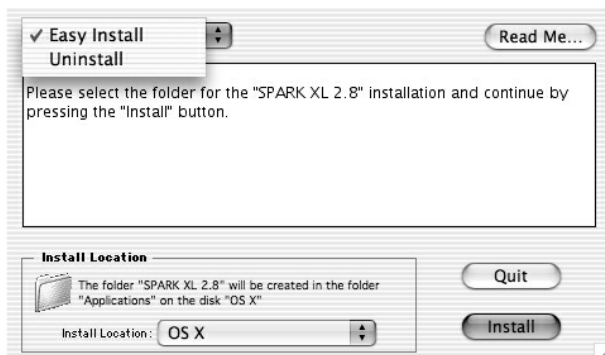 ✓ Easy Install
Uninstall
Read Me...
Please select the folder for the "SPARK XL 2.8" installation and continue by
pressing the "Install" button.
Install Location
The folder "SPARK XL 2.8" will be created in the folder
"Applications" on the disk "OS X"
Install Location: OS X
Quit
Install